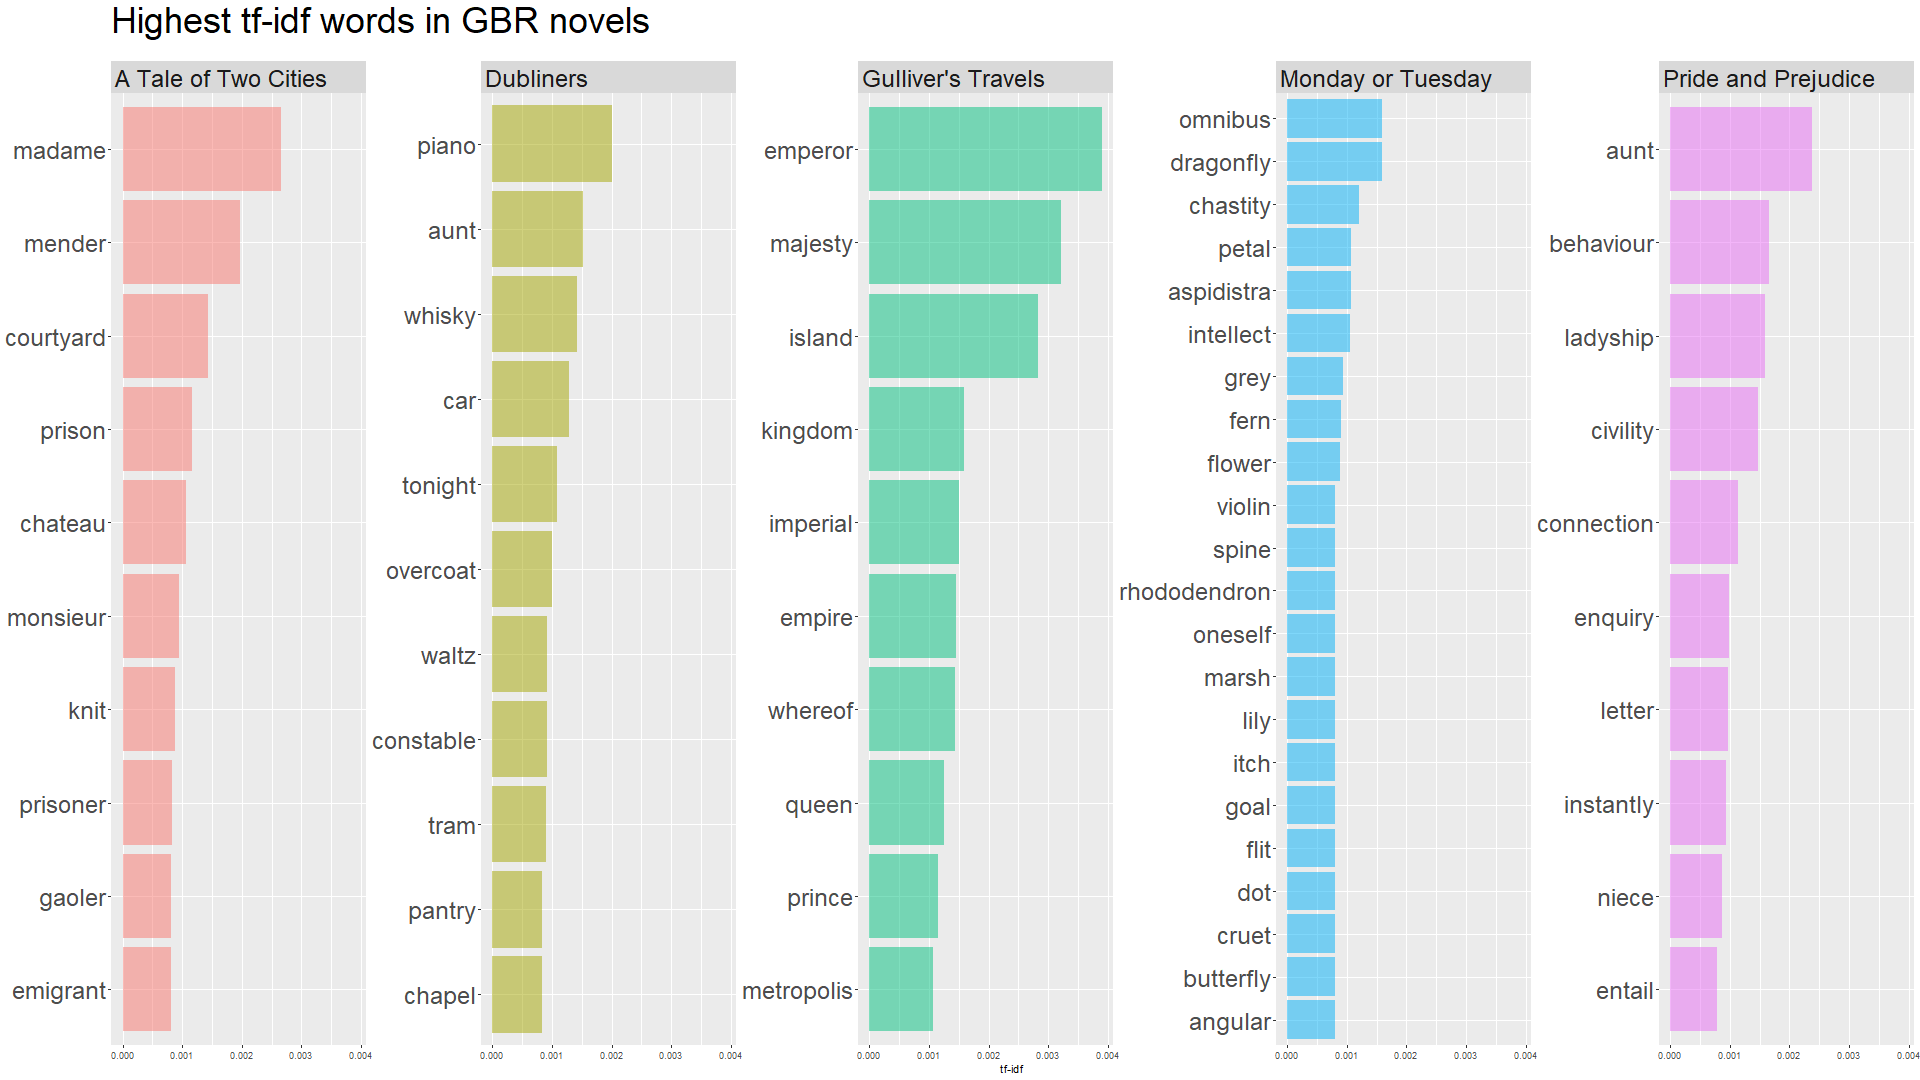 Highest tf-idf words in GBR novels
A Tale of Two Cities
madame
mender
courtyard
prison
chateau
monsieur
knit
prisoner
gaoler
emigrant
0.000 0.001 0.002 0.003 0.004
Dubliners
piano
aunt
whisky
car
tonight
overcoat
waltz
constable
tram
pantry
chapel
0.000 0.001 0.002 0.003 0.004
Gulliver's Travels
emperor
majesty
island
kingdom
imperial
empire
whereof
queen
prince
metropolis
0.000 0.001 0.002 0.003 0.004
Monday or Tuesday
omnibus
dragonfly
chastity
petal
aspidistra
intellect
grey
fern
flower
violin
spine
rhododendron
oneself
marsh
lily
itch
goal
flit
dot
cruet
butterfly
angular
0.000 0.001 0.002 0.003 0.004
Pride and Prejudice
aunt
behaviour
ladyship
civility
connection
enquiry
letter
instantly
niece
entail
0.000 0.001 0.002 0.003 0.004
tf-idf